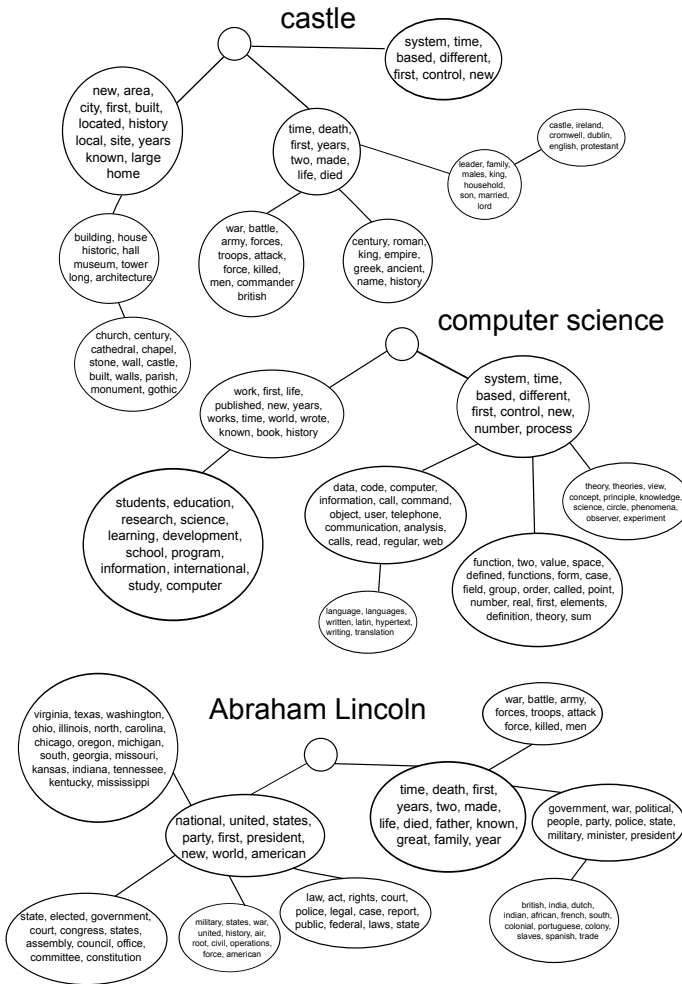 castle
system, time,
based, different,
first, control, new
new, area,
city, first, built,
located, history
local, site, years
known, large
home
time, death,
first, years,
two, made,
life, died
castle, ireland,
cromwell, dublin,
english, protestant
leader, family,
males, king,
household,
son, married,
lord
building, house
historic, hall
museum, tower
long, architecture
war, battle,
army, forces,
troops, attack,
force, killed,
men, commander
british
century, roman,
king, empire,
greek, ancient,
name, history
church, century,
cathedral, chapel,
stone, wall, castle,
built, walls, parish,
monument, gothic
computer science
work, first, life,
published, new, years,
works, time, world, wrote,
known, book, history
system, time,
based, different,
first, control, new,
number, process
students, education,
research, science,
learning, development,
school, program,
information, international,
study, computer
data, code, computer,
information, call, command,
object, user, telephone,
communication, analysis,
calls, read, regular, web
theory, theories, view,
concept, principle, knowledge,
science, circle, phenomena,
observer, experiment
language, languages,
written, latin, hypertext,
writing, translation
function, two, value, space,
defined, functions, form, case,
field, group, order, called, point,
number, real, first, elements,
definition, theory, sum
Abraham Lincoln
virginia, texas, washington,
ohio, illinois, north, carolina,
chicago, oregon, michigan,
south, georgia, missouri,
kansas, indiana, tennessee,
kentucky, mississippi
war, battle, army,
forces, troops, attack
force, killed, men
national, united, states,
party, first, president,
new, world, american
time, death, first,
years, two, made,
life, died, father, known,
great, family, year
government, war, political,
people, party, police, state,
military, minister, president
state, elected, government,
court, congress, states,
assembly, council, office,
committee, constitution
military, states, war,
united, history, air,
root, civil, operations,
force, american
law, act, rights, court,
police, legal, case, report,
public, federal, laws, state
british, india, dutch,
indian, african, french, south,
colonial, portuguese, colony,
slaves, spanish, trade